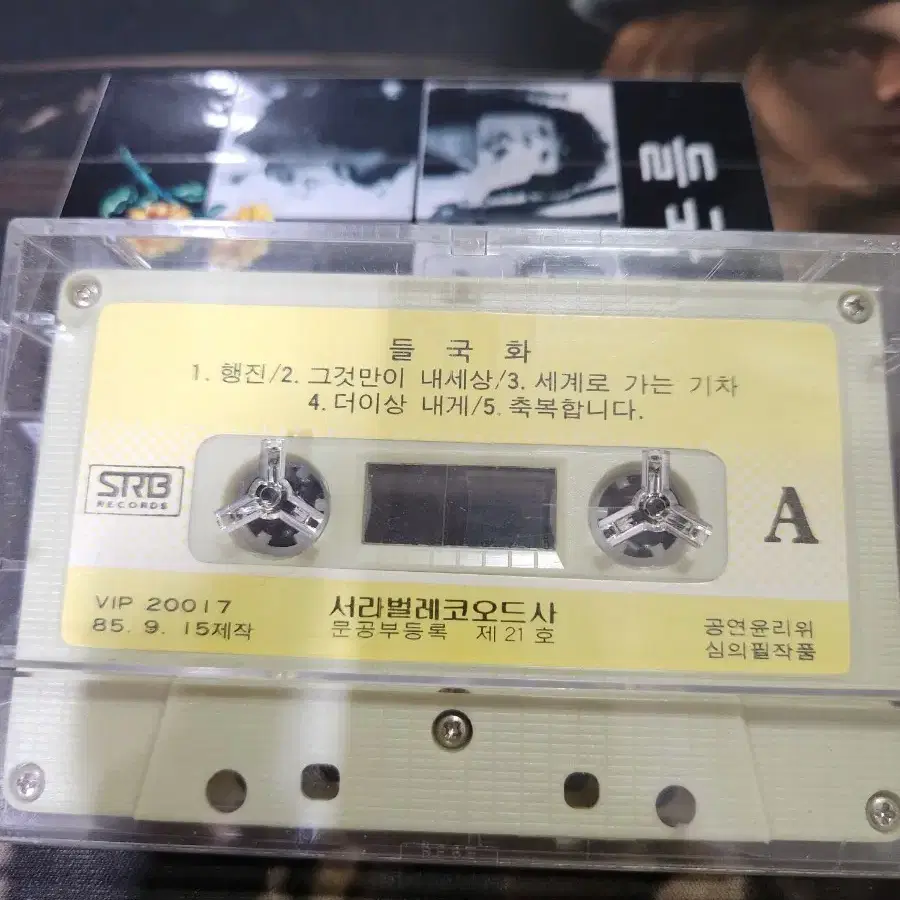 들
들 국 화
1. 행진/2. 그것만이 내세상/3. 세계로 가는 기차
4. 더이상 내게/5. 축복합니다.
SRB
RECORDS
A
VIP 20017
85. 9. 15제작
서라벌레코오드사
문공부등록 제 21 호
공연윤리위
심의필작품